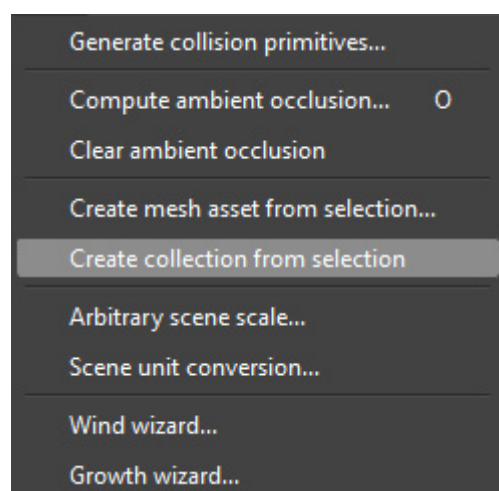 Generate collision primitives...
Compute ambient occlusion... O
Clear ambient occlusion
Create mesh asset from selection...
Create collection from selection
Arbitrary scene scale...
Scene unit conversion...
Wind wizard...
Growth wizard...